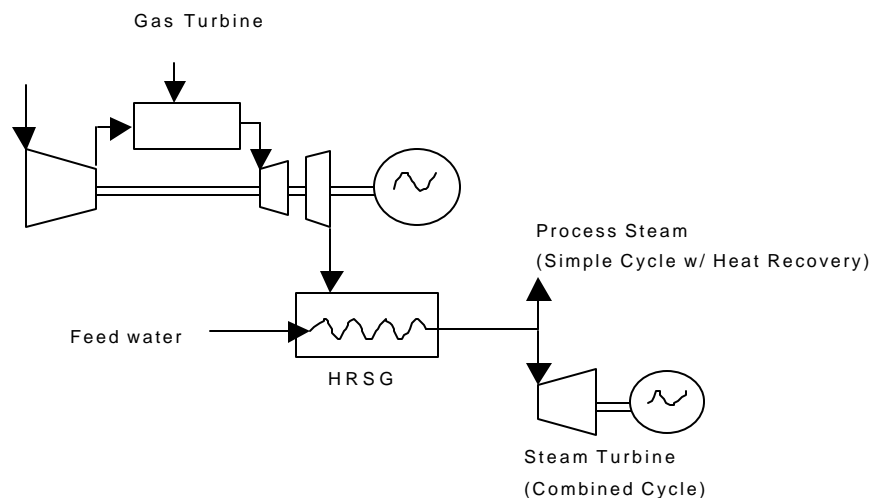 Gas Turbine
Process Steam
(Simple Cycle w/ Heat Recovery)
Feed water
HRSG
Steam Turbine
(Combined Cycle)